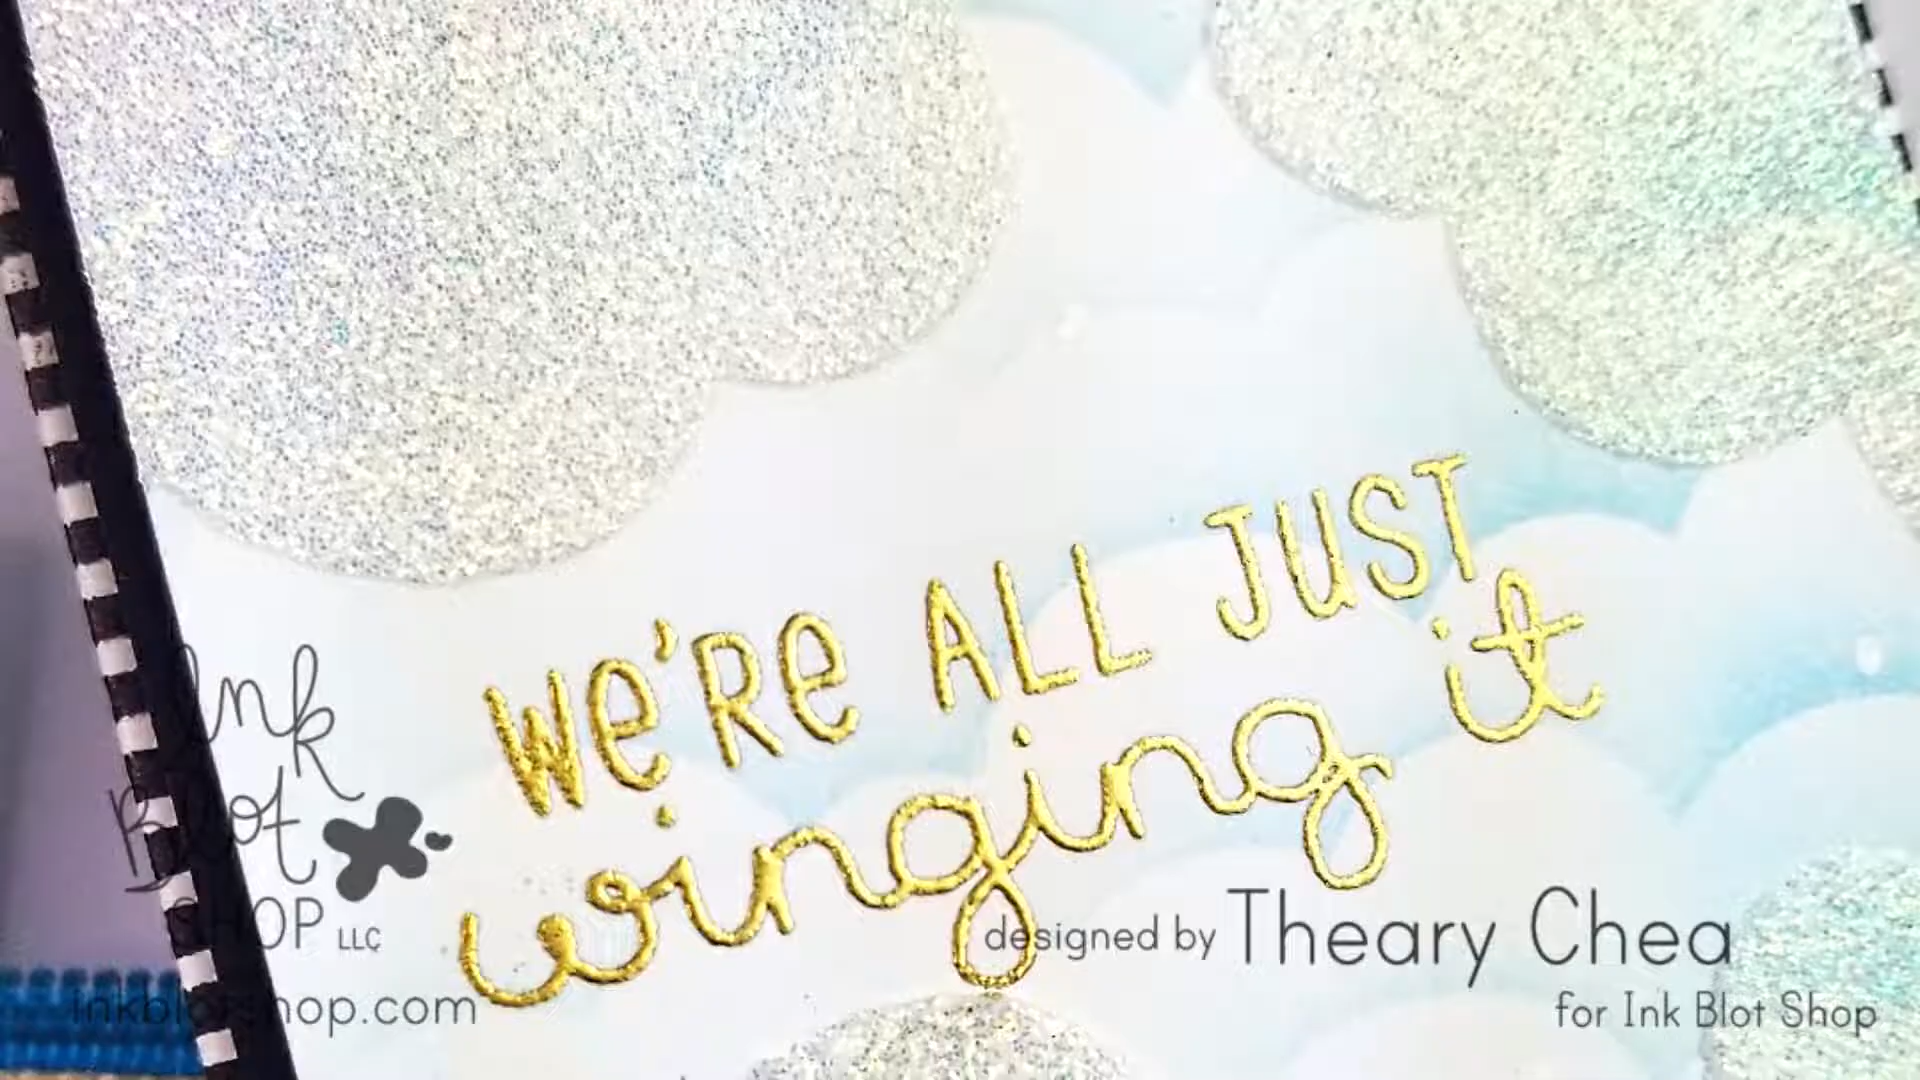 WE'RE ALL JUST
winging it
Ink
Blot
SHOP LLC
inkblotshop.com
designed by Theary Chea
for Ink Blot Shop